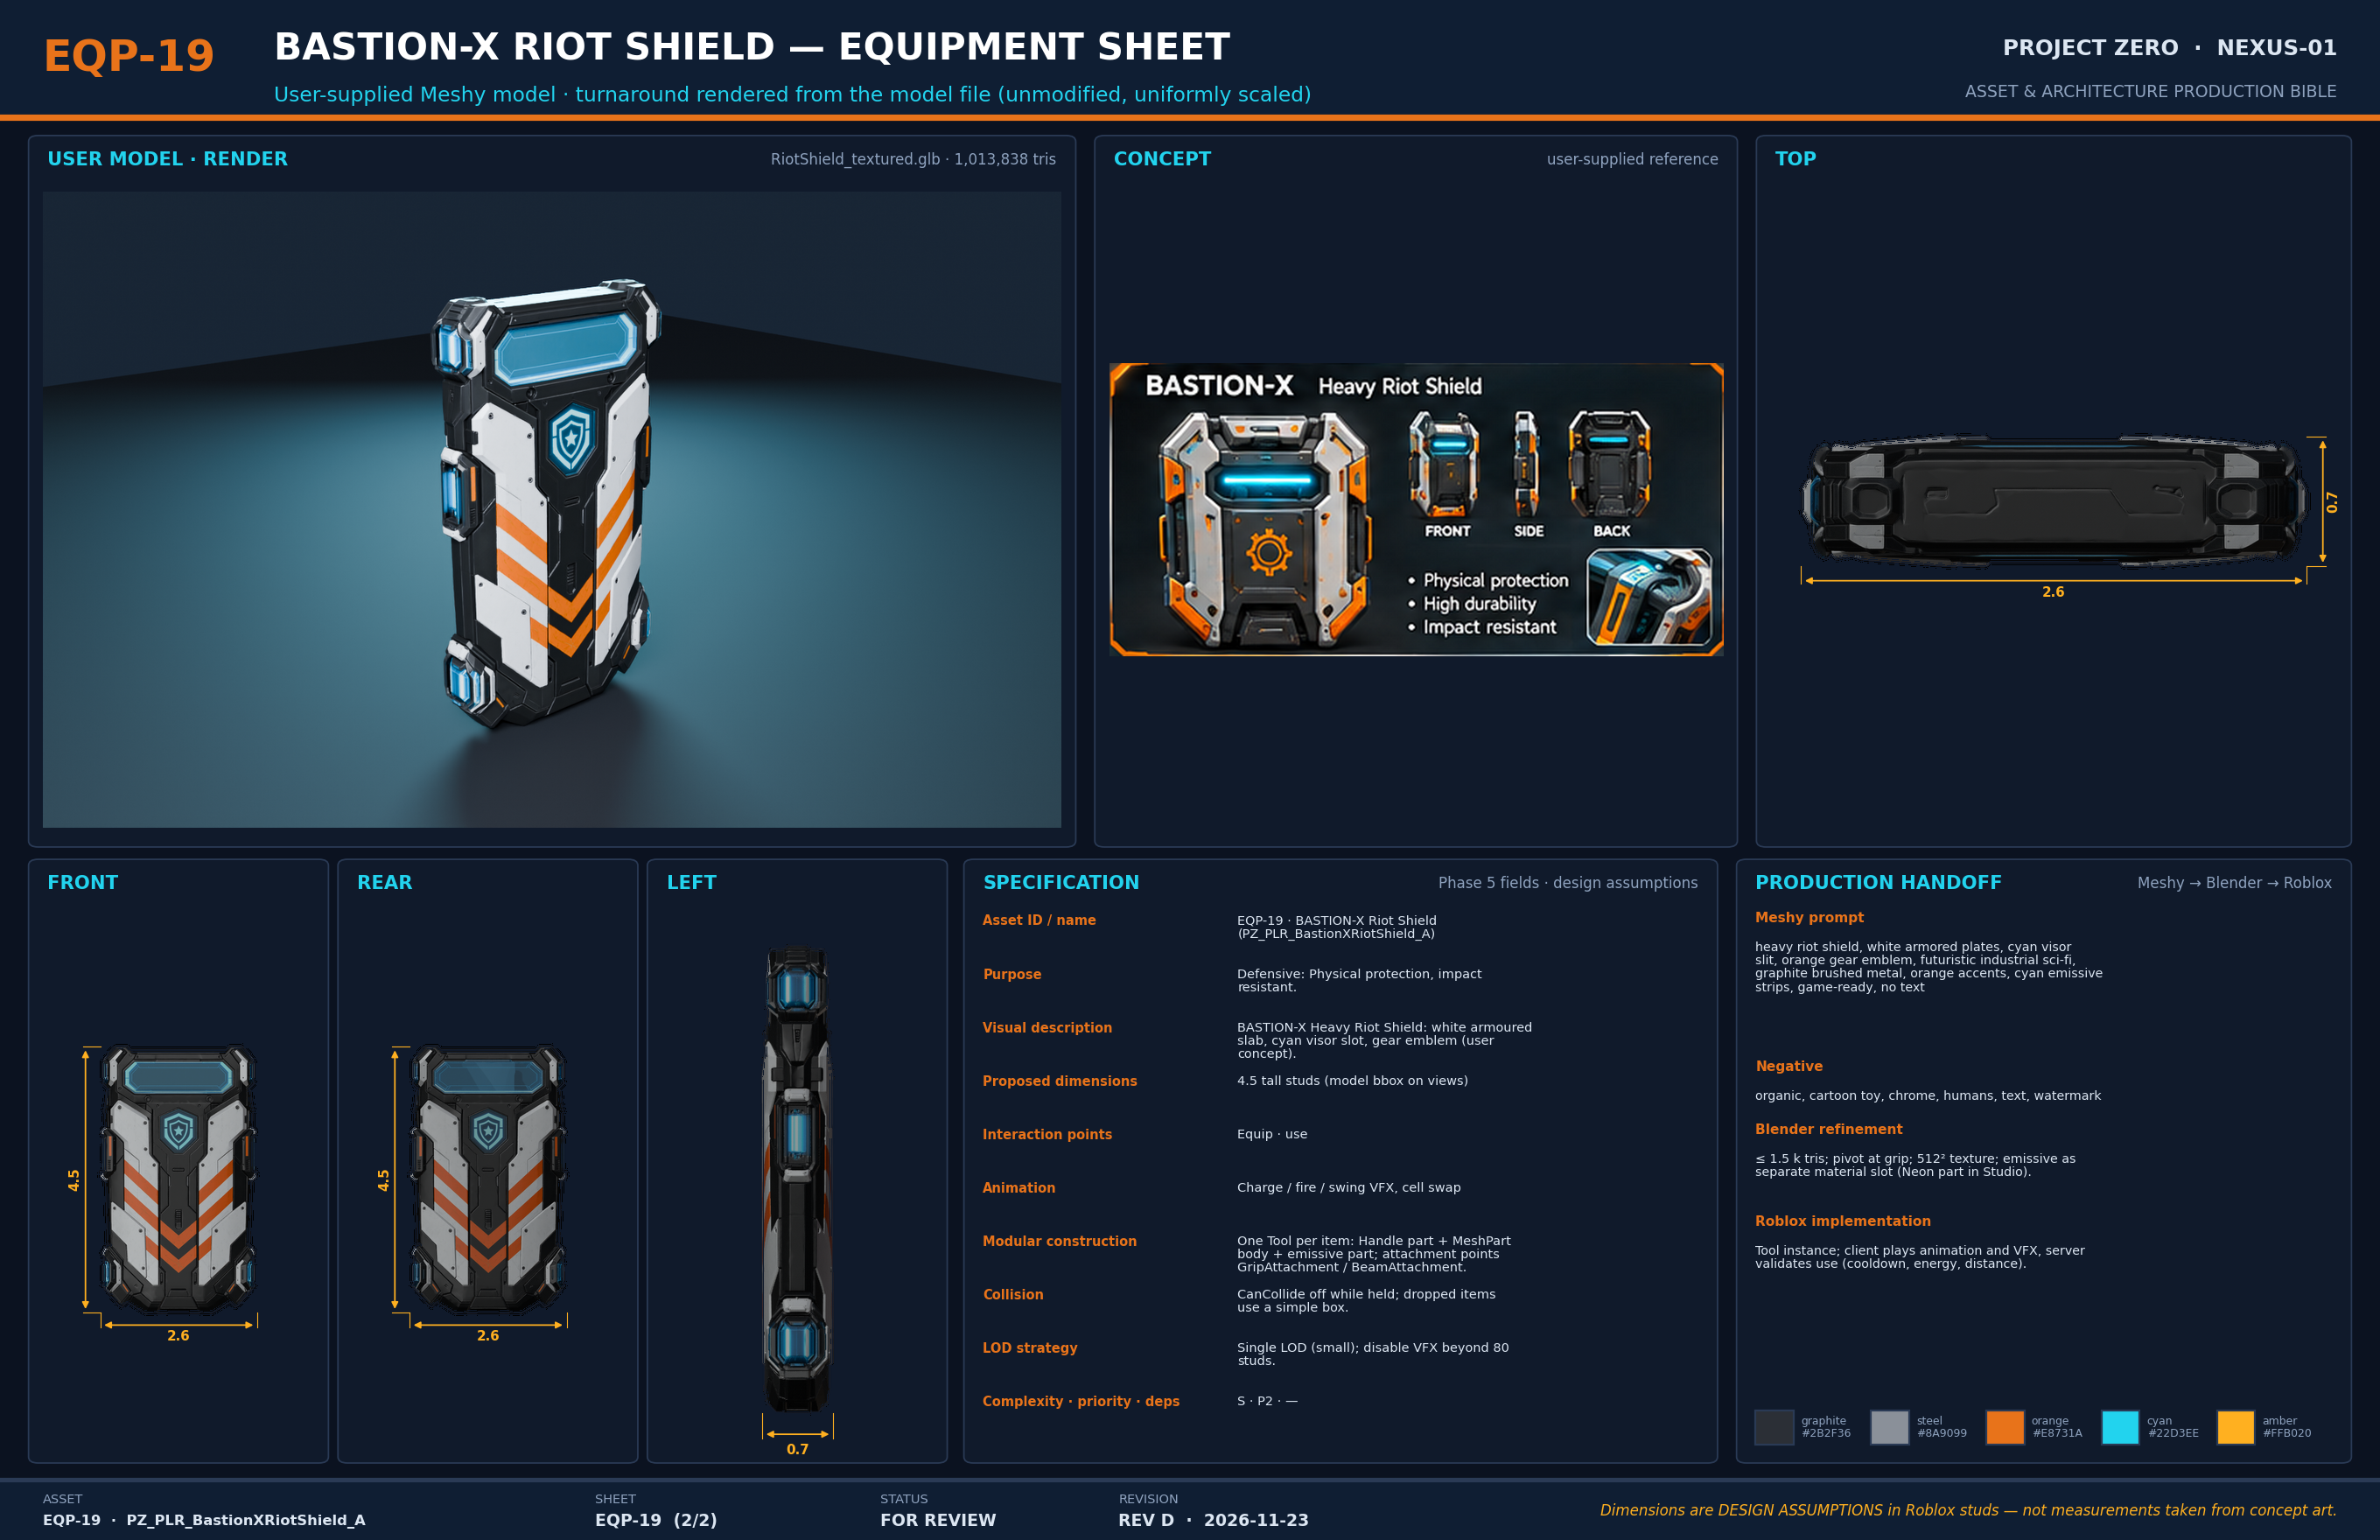 EQP-19
BASTION-X RIOT SHIELD — EQUIPMENT SHEET
User-supplied Meshy model · turnaround rendered from the model file (unmodified, uniformly scaled)
PROJECT ZERO · NEXUS-01
ASSET & ARCHITECTURE PRODUCTION BIBLE
USER MODEL · RENDER
RiotShield_textured.glb · 1,013,838 tris
CONCEPT
user-supplied reference
BASTION-X Heavy Riot Shield
FRONT SIDE BACK
• Physical protection
• High durability
• Impact resistant
TOP
0.7
2.6
FRONT
4.5
2.6
REAR
4.5
2.6
LEFT
0.7
SPECIFICATION
Phase 5 fields · design assumptions
Asset ID / name
EQP-19 · BASTION-X Riot Shield
(PZ_PLR_BastionXRiotShield_A)
Purpose
Defensive: Physical protection, impact
resistant.
Visual description
BASTION-X Heavy Riot Shield: white armoured
slab, cyan visor slot, gear emblem (user
concept).
Proposed dimensions
4.5 tall studs (model bbox on views)
Interaction points
Equip · use
Animation
Charge / fire / swing VFX, cell swap
Modular construction
One Tool per item: Handle part + MeshPart
body + emissive part; attachment points
GripAttachment / BeamAttachment.
Collision
CanCollide off while held; dropped items
use a simple box.
LOD strategy
Single LOD (small); disable VFX beyond 80
studs.
Complexity · priority · deps
S · P2 · —
PRODUCTION HANDOFF
Meshy → Blender → Roblox
Meshy prompt
heavy riot shield, white armored plates, cyan visor
slit, orange gear emblem, futuristic industrial sci-fi,
graphite brushed metal, orange accents, cyan emissive
strips, game-ready, no text
Negative
organic, cartoon toy, chrome, humans, text, watermark
Blender refinement
≤ 1.5 k tris; pivot at grip; 512² texture; emissive as
separate material slot (Neon part in Studio).
Roblox implementation
Tool instance; client plays animation and VFX, server
validates use (cooldown, energy, distance).
graphite
#2B2F36
steel
#8A9099
orange
#E8731A
cyan
#22D3EE
amber
#FFB020
ASSET
EQP-19 · PZ_PLR_BastionXRiotShield_A
SHEET
EQP-19 (2/2)
STATUS
FOR REVIEW
REVISION
REV D · 2026-11-23
Dimensions are DESIGN ASSUMPTIONS in Roblox studs — not measurements taken from concept art.